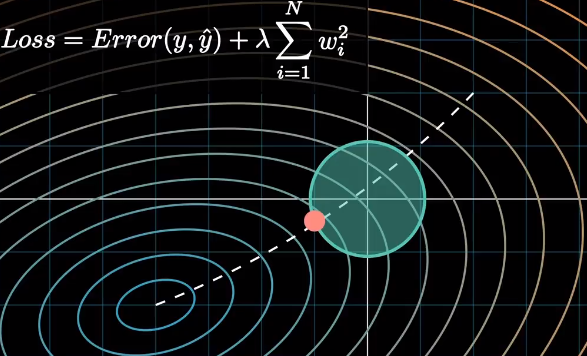 Loss = Error(y, ŷ) + λ ∑_{i=1}^{N} w_i^2